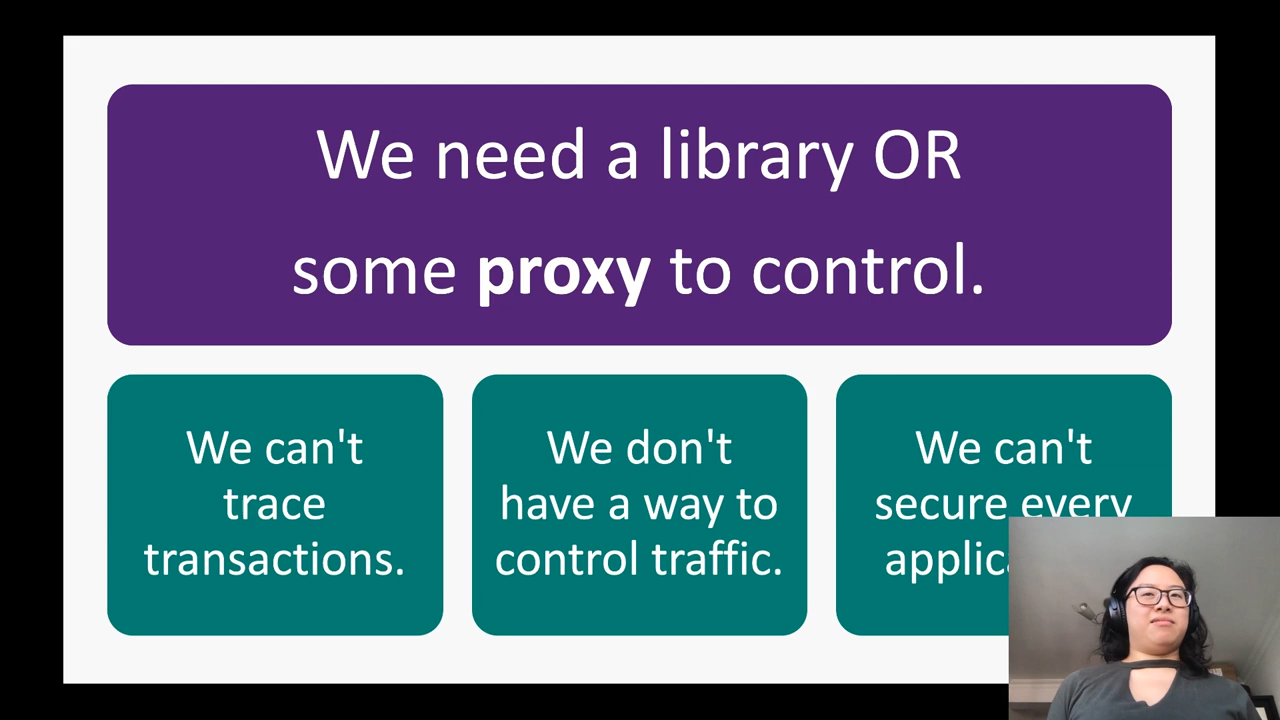 We need a library OR
some proxy to control.
We can't
trace
transactions.
We don't
have a way to
control traffic.
We can't
secure every